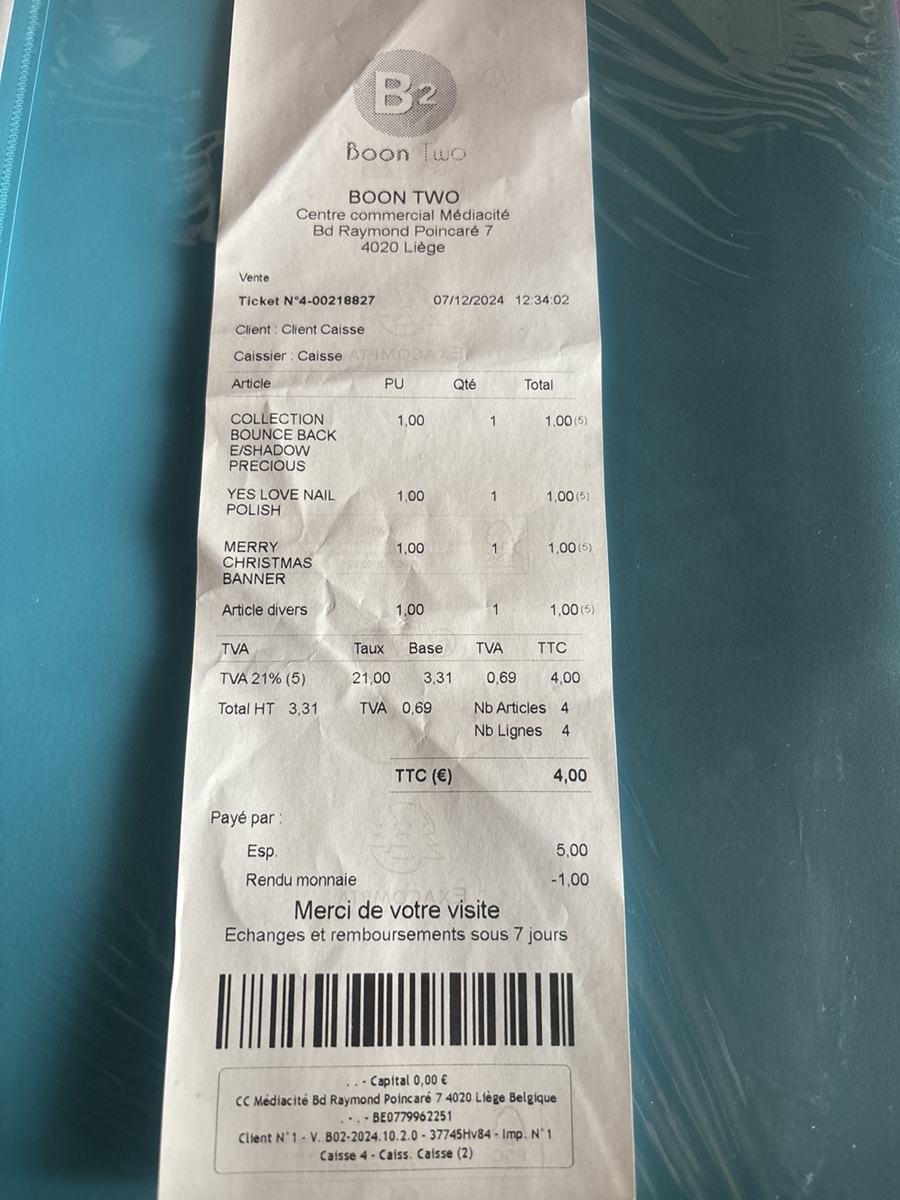 B2
Boon Two
BOON TWO
Centre commercial Médiacité
Bd Raymond Poincaré 7
4020 Liège
Vente
Ticket N°4-00218827 07/12/2024 12:34:02
Client : Client Caisse
Caissier : Caisse
Article PU Qté Total
COLLECTION 1,00 1 1,00(5)
BOUNCE BACK
E/SHADOW
PRECIOUS
YES LOVE NAIL 1,00 1 1,00(5)
POLISH
MERRY 1,00 1 1,00(5)
CHRISTMAS
BANNER
Article divers 1,00 1 1,00(5)
TVA Taux Base TVA TTC
TVA 21% (5) 21,00 3,31 0,69 4,00
Total HT 3,31 TVA 0,69 Nb Articles 4
Nb Lignes 4
TTC (€) 4,00
Payé par :
Esp. 5,00
Rendu monnaie -1,00
Merci de votre visite
Echanges et remboursements sous 7 jours
. . - Capital 0,00 €
CC Médiacité Bd Raymond Poincaré 7 4020 Liège Belgique
. - . - BE0779962251
Client N°1 - V. B02-2024.10.2.0 - 37745Hv84 - Imp. N°1
Caisse 4 - Caiss. Caisse (2)